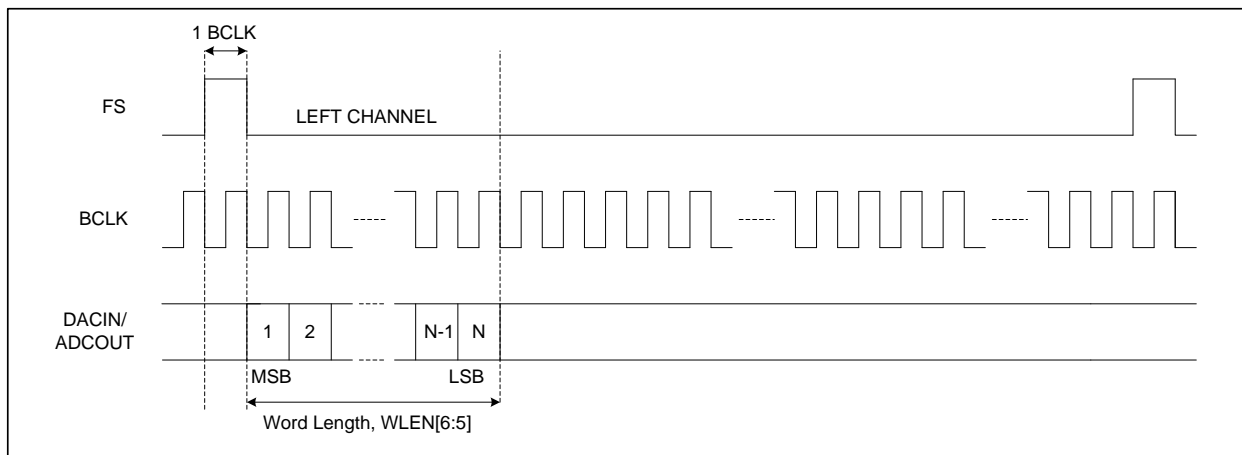 1 BCLK
FS
LEFT CHANNEL
BCLK
DACIN/
ADCOUT
1 2 N-1 N
MSB LSB
Word Length, WLEN[6:5]